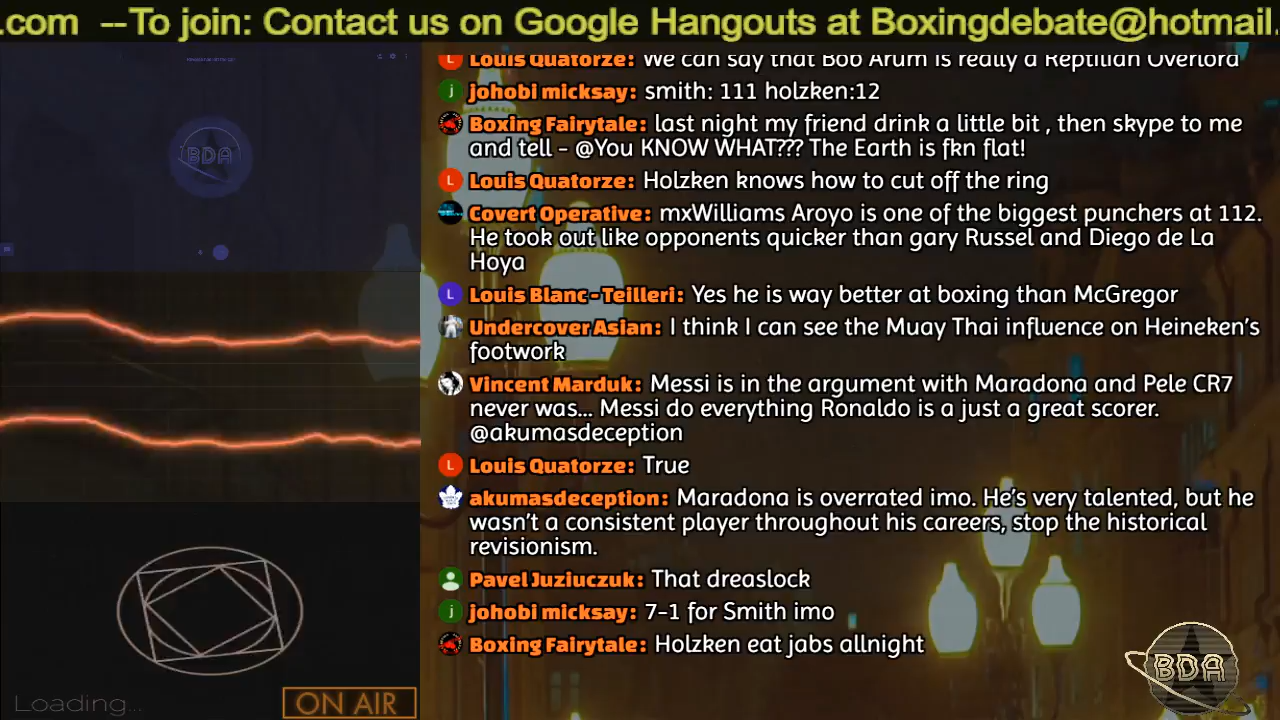 .com --To join: Contact us on Google Hangouts at Boxingdebate@hotmail.
L Louis Quatorze: We can say that Bob Arum is really a Reptilian Overlord
j johobi micksay: smith: 111 holzken:12
Boxing Fairytale: last night my friend drink a little bit , then skype to me
and tell - @You KNOW WHAT??? The Earth is fkn flat!
L Louis Quatorze: Holzken knows how to cut off the ring
Covert Operative: mxWilliams Aroyo is one of the biggest punchers at 112.
He took out like opponents quicker than gary Russel and Diego de La
Hoya
L Louis Blanc-Teilleri: Yes he is way better at boxing than McGregor
Undercover Asian: I think I can see the Muay Thai influence on Heineken's
footwork
Vincent Marduk: Messi is in the argument with Maradona and Pele CR7
never was... Messi do everything Ronaldo is a just a great scorer.
@akumasdeception
L Louis Quatorze: True
akumasdeception: Maradona is overrated imo. He's very talented, but he
wasn't a consistent player throughout his careers, stop the historical
revisionism.
Pavel Juziuczuk: That dreaslock
j johobi micksay: 7-1 for Smith imo
Boxing Fairytale: Holzken eat jabs allnight
BDA
Loading...
ON AIR
BDA